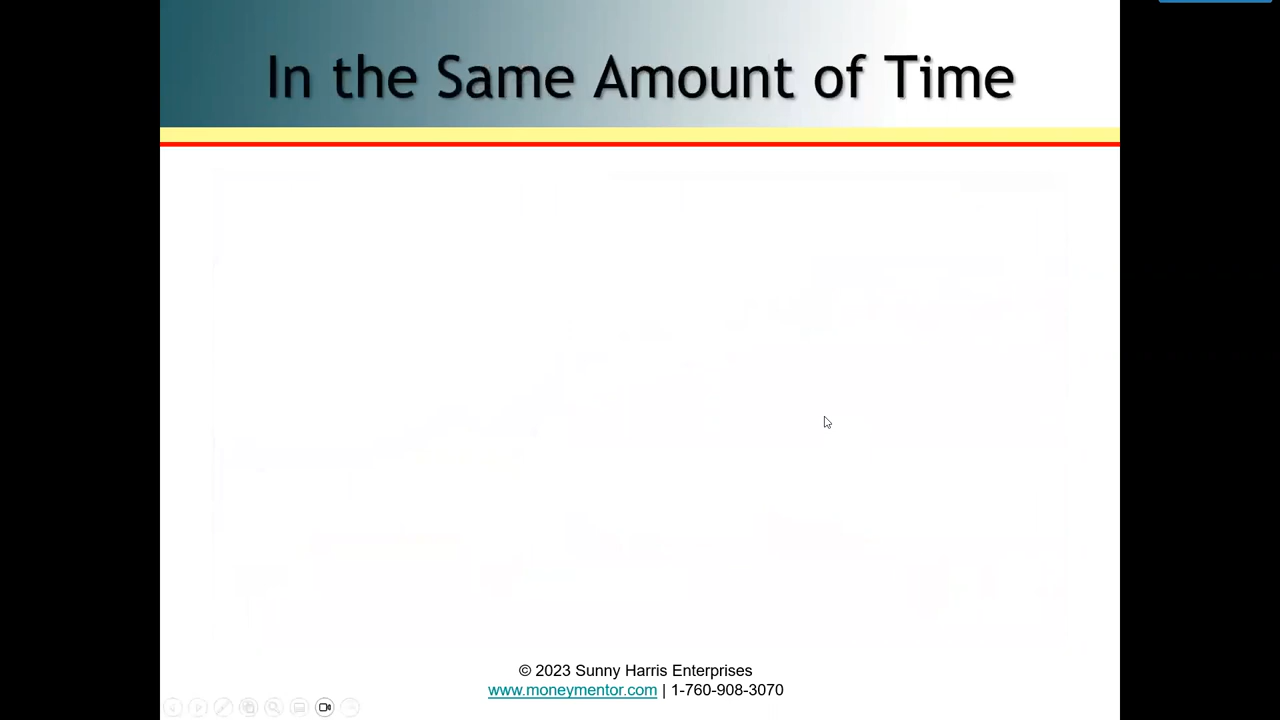 In the Same Amount of Time
© 2023 Sunny Harris Enterprises
www.moneymentor.com | 1-760-908-3070